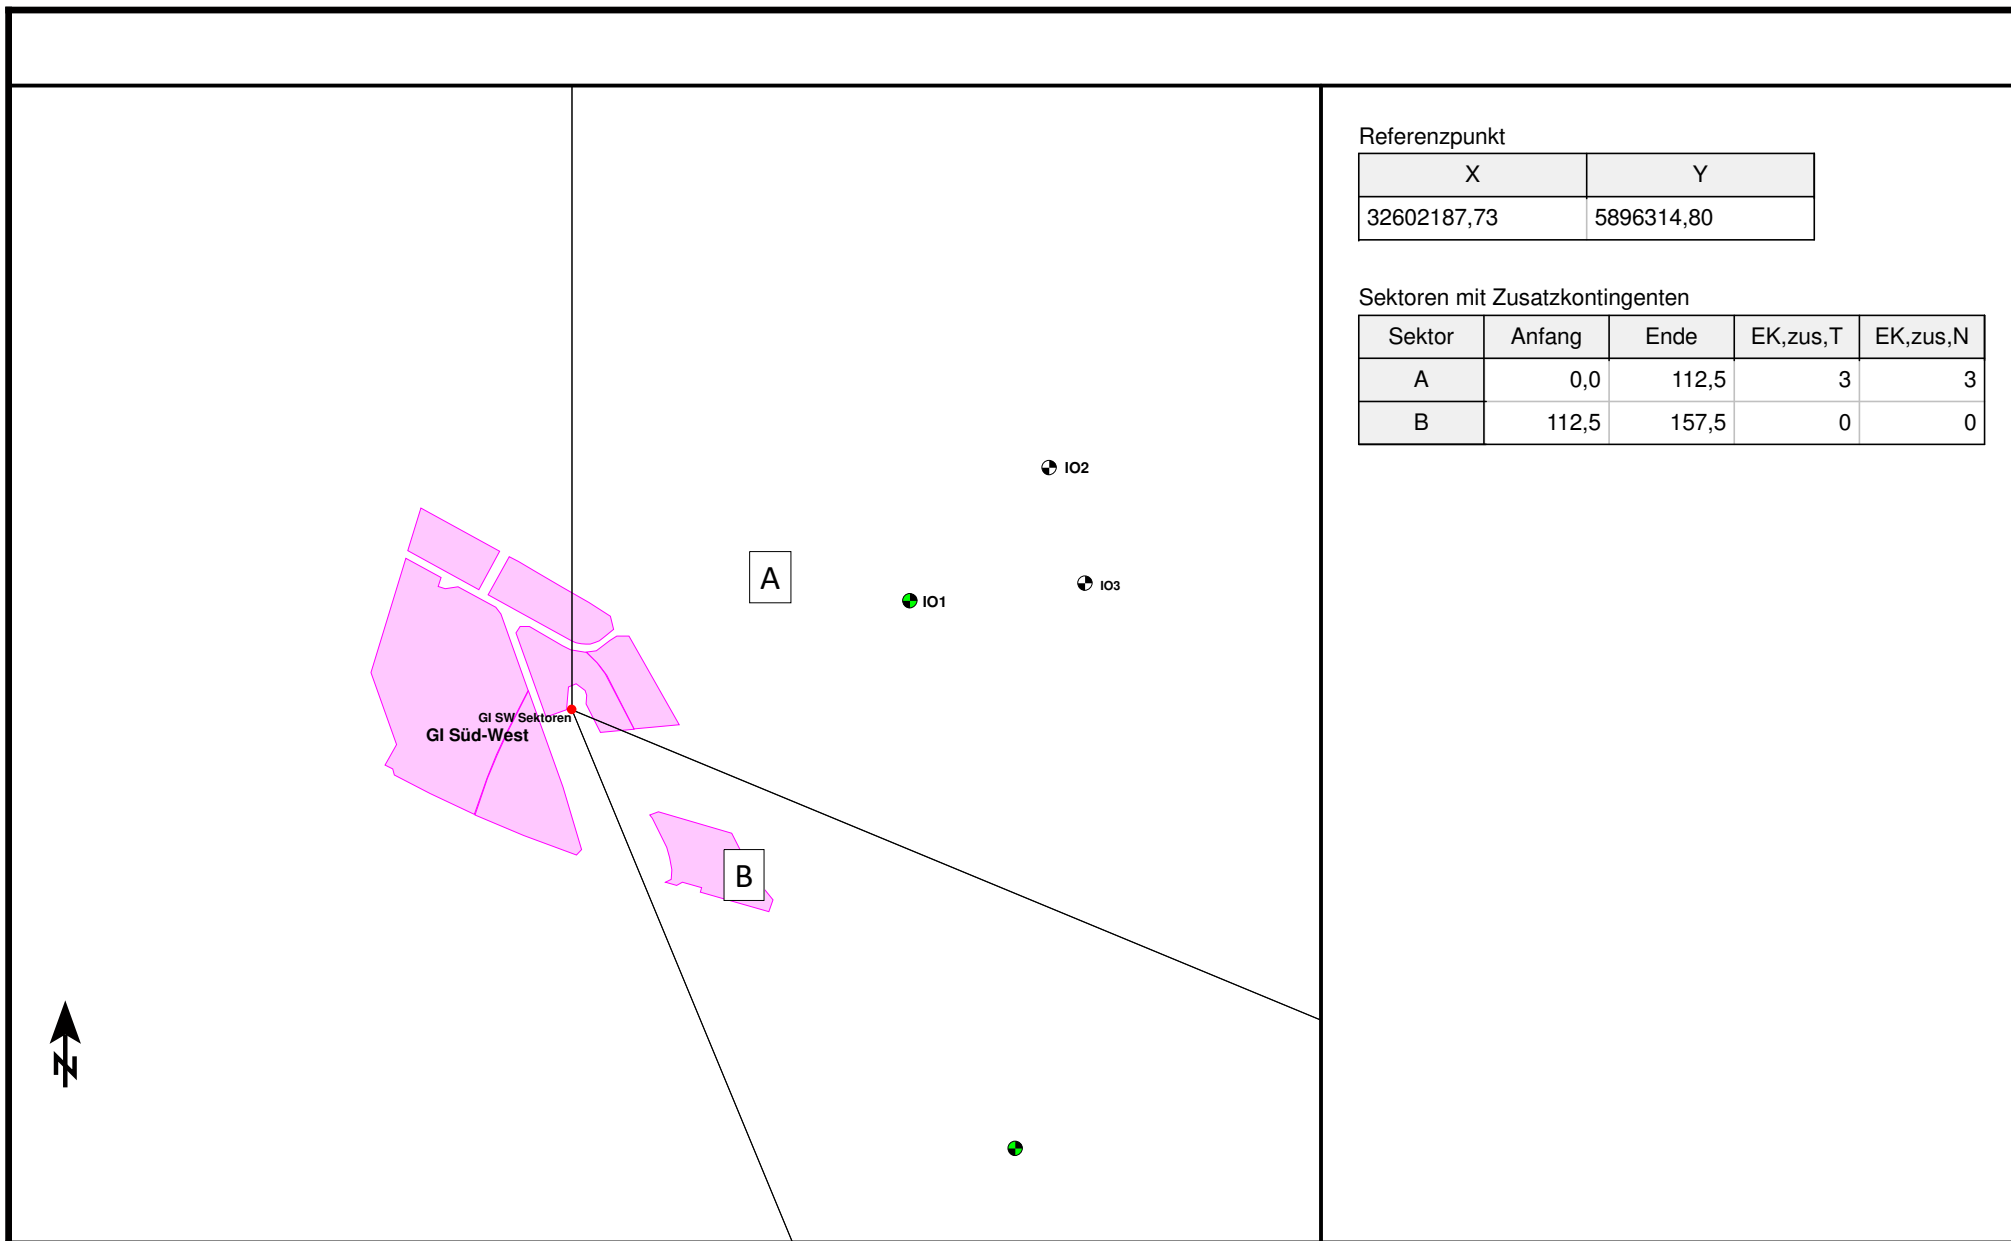 Referenzpunkt
X Y
32602187,73 5896314,80
Sektoren mit Zusatzkontingenten
Sektor Anfang Ende EK,zus,T EK,zus,N
A 0,0 112,5 3 3
B 112,5 157,5 0 0
IO2
A
IO3
IO1
GI SW Sektoren
GI Süd-West
B
N